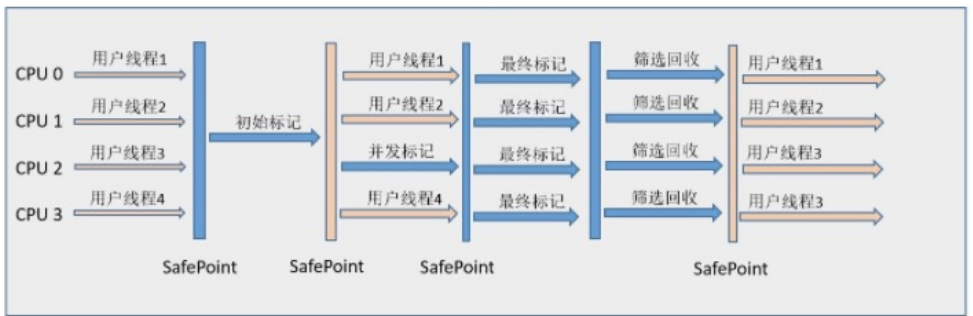 CPU 0 用户线程1 用户线程1 最终标记 筛选回收 用户线程1
CPU 1 用户线程2 初始标记 用户线程2 最终标记 筛选回收 用户线程2
CPU 2 用户线程3 并发标记 最终标记 筛选回收 用户线程3
CPU 3 用户线程4 用户线程4 最终标记 筛选回收 用户线程3
SafePoint SafePoint SafePoint SafePoint